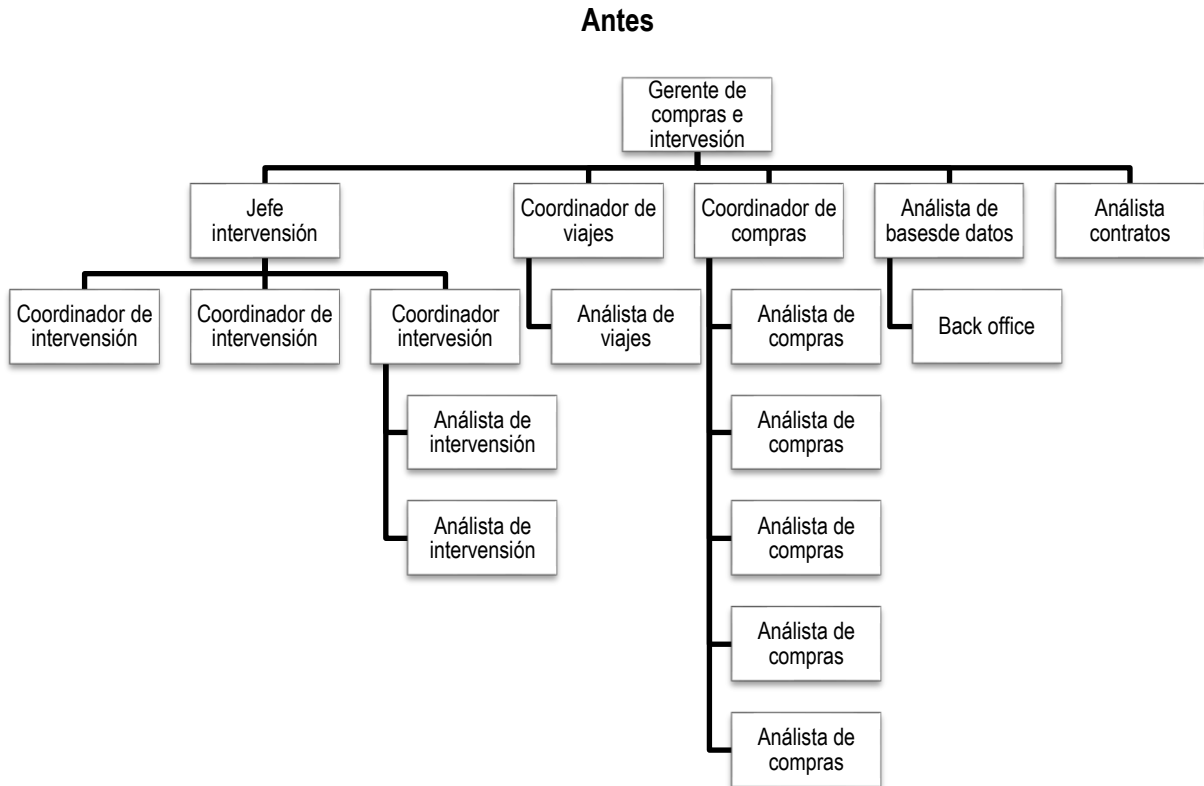 Antes
Gerente de
compras e
intervesión
Jefe
intervensión
Coordinador de
viajes
Coordinador de
compras
Análista de
basesde datos
Análista
contratos
Coordinador de
intervensión
Coordinador de
intervensión
Coordinador
intervesión
Análista de
viajes
Análista de
compras
Back office
Análista de
intervensión
Análista de
compras
Análista de
intervensión
Análista de
compras
Análista de
compras
Análista de
compras